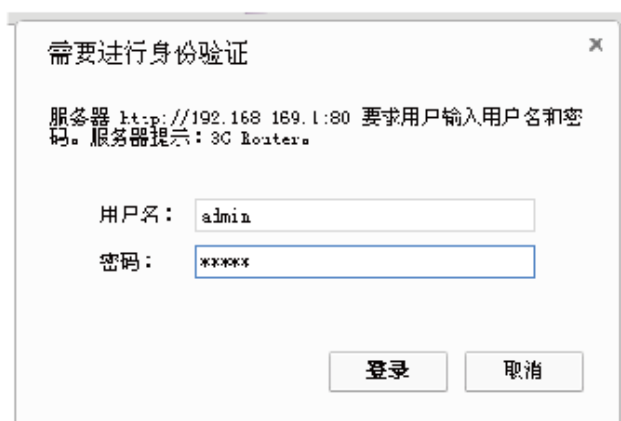 需要进行身份验证
×
服务器 http://192.168.169.1:80 要求用户输入用户名和密
码。服务器提示：3G Router。
用户名： admin
密码： *****
登录 取消